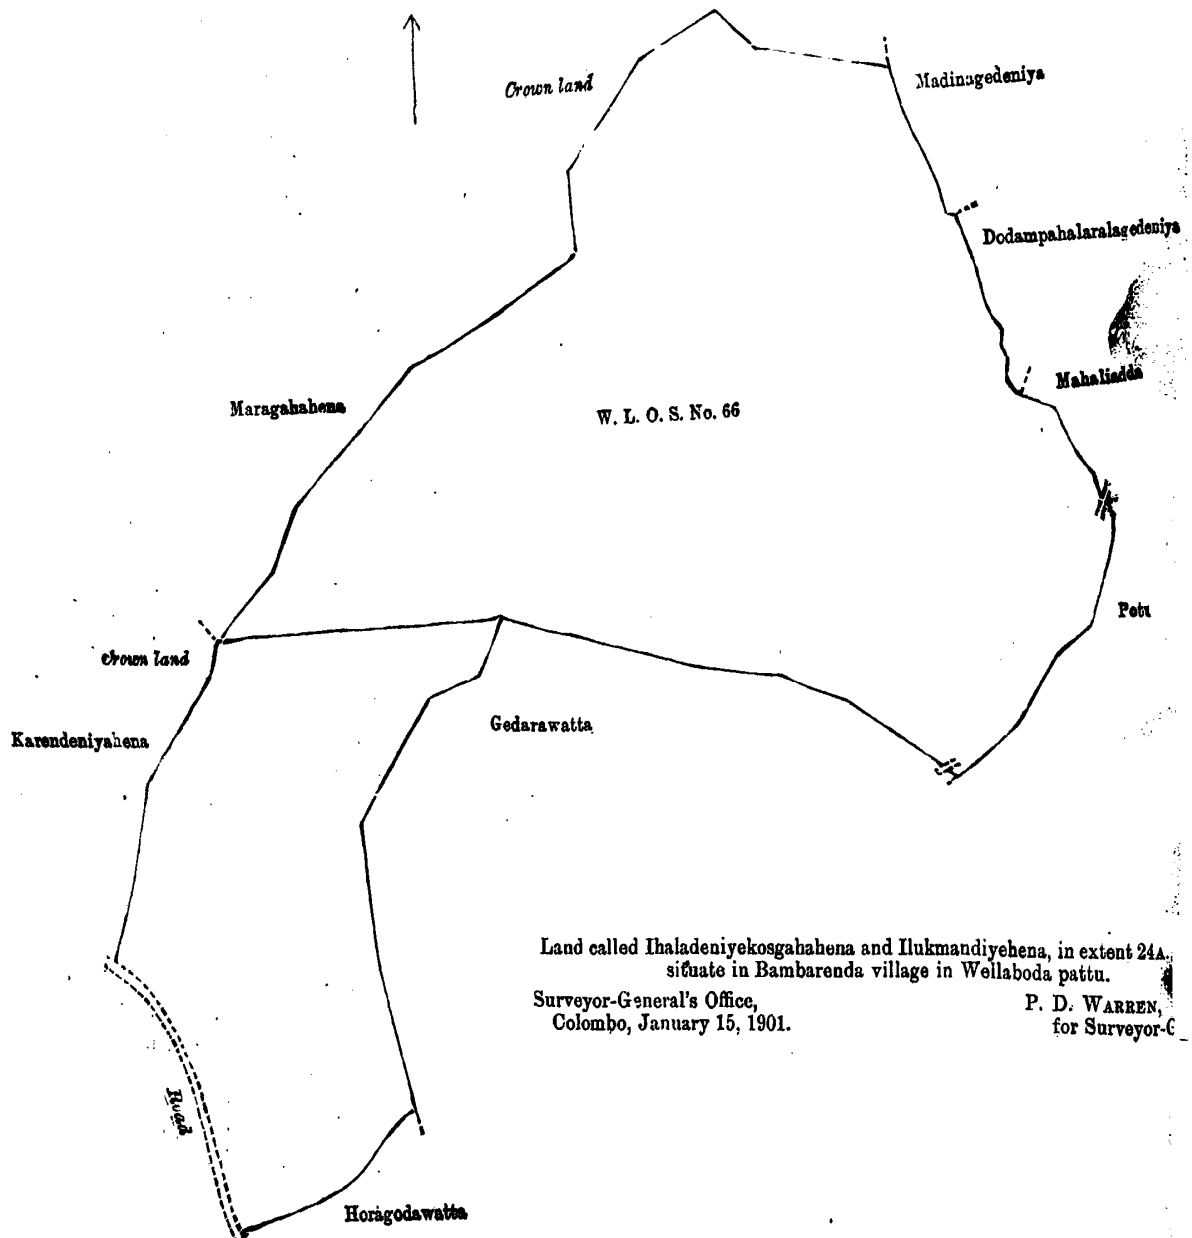 Crown land
Madinagedeniya
Dodampahalaralagedeniya
Mahaliadda
Maragahahena
W. L. O. S. No. 66
Crown land
Karendeniyahena
Gedarawatta
Land called Ihaladeniyekosgahahena and Ilukmandiyehena, in extent 24A.
situate in Bambarenda village in Wellaboda pattu.
Surveyor-General's Office,
Colombo, January 15, 1901.
P. D. WARREN,
for Surveyor-G
Road
Horagodawatta